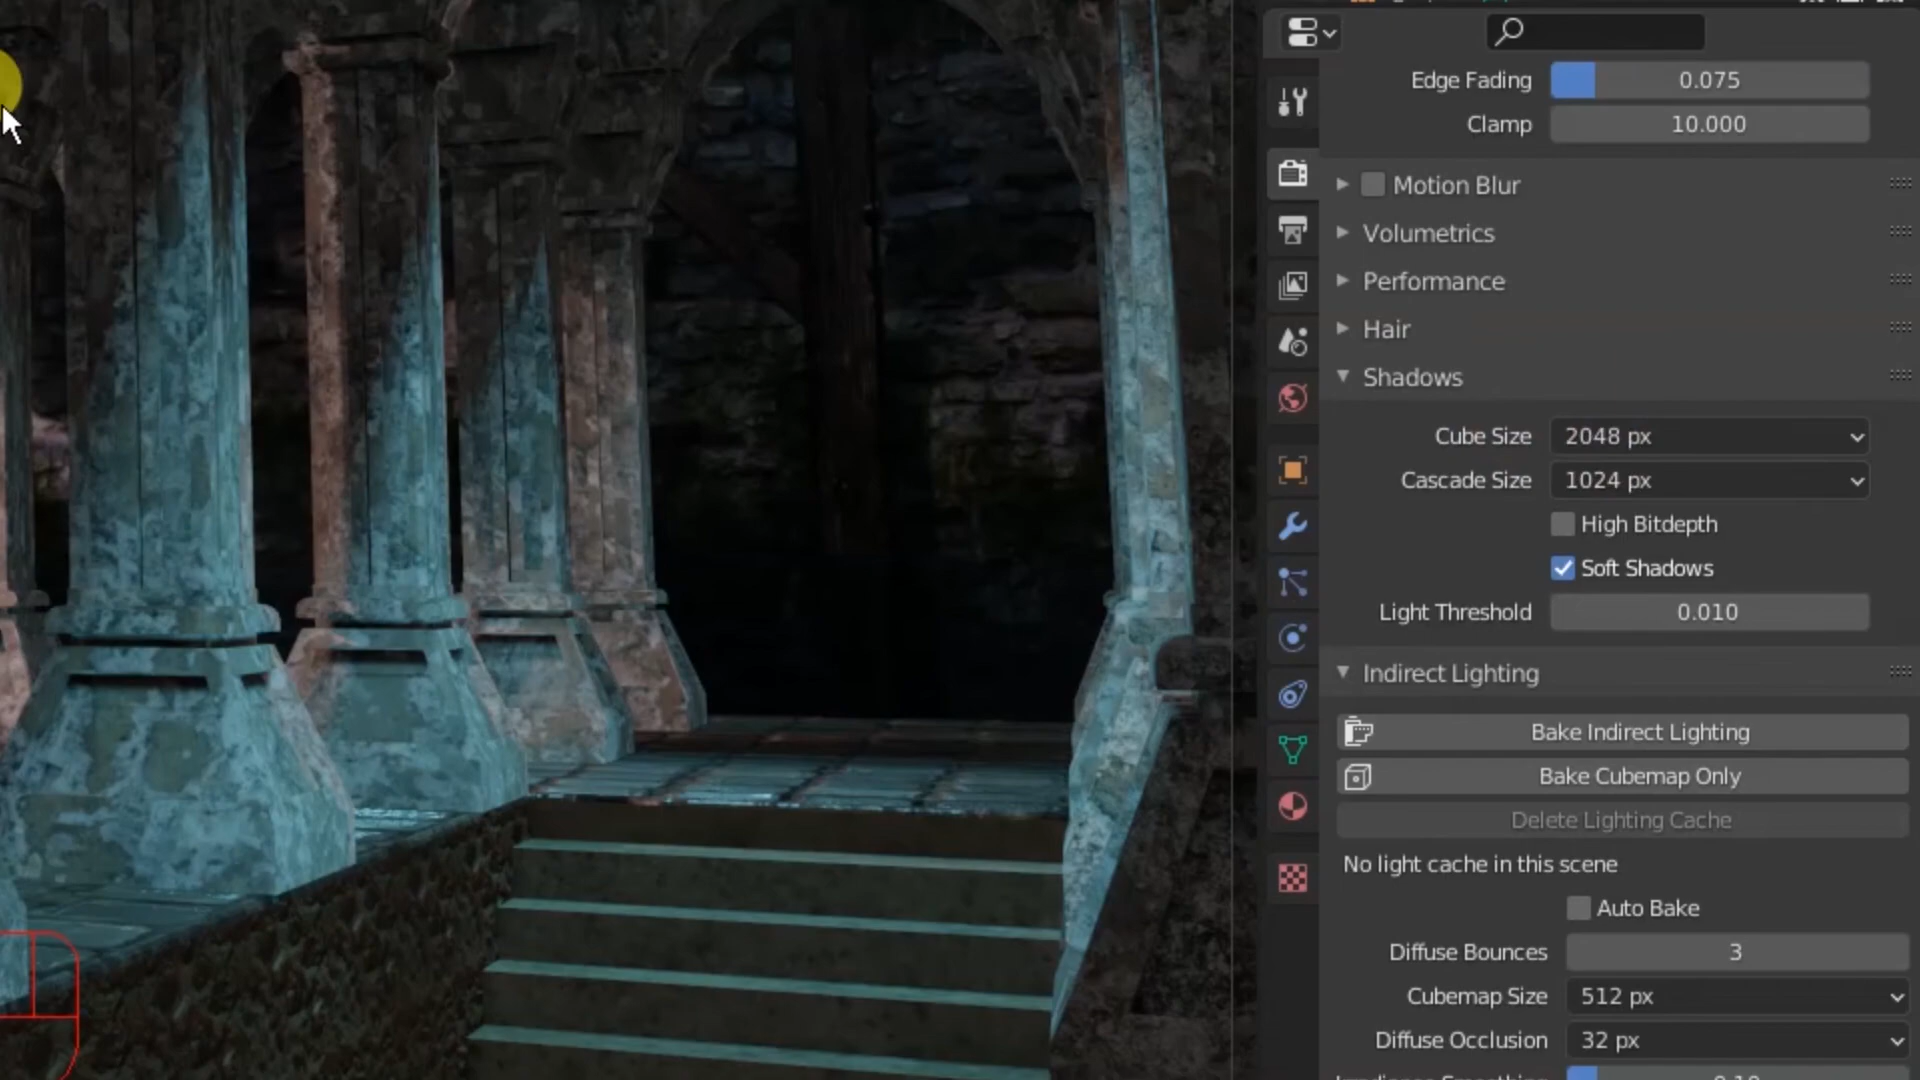 Edge Fading 0.075
Clamp 10.000
Motion Blur
Volumetrics
Performance
Hair
Shadows
Cube Size 2048 px
Cascade Size 1024 px
High Bitdepth
Soft Shadows
Light Threshold 0.010
Indirect Lighting
Bake Indirect Lighting
Bake Cubemap Only
Delete Lighting Cache
No light cache in this scene
Auto Bake
Diffuse Bounces 3
Cubemap Size 512 px
Diffuse Occlusion 32 px